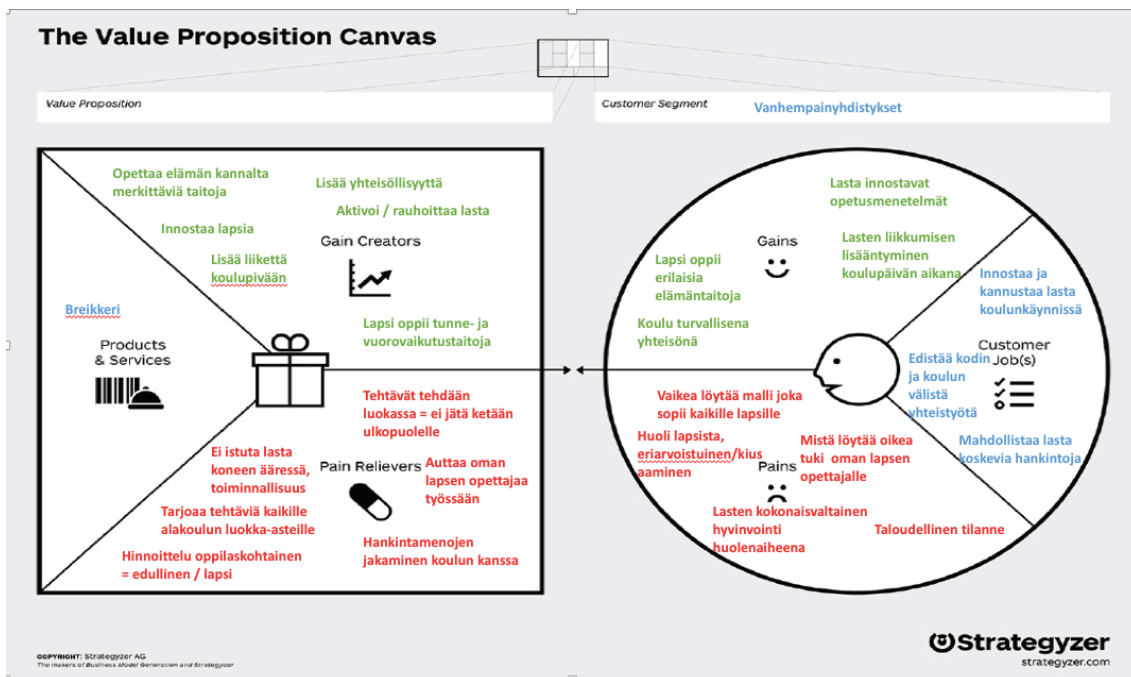 The Value Proposition Canvas
Value Proposition
Customer Segment
Vanhempainyhdistykset
Opettaa elämän kannalta
merkittäviä taitoja
Lisää yhteisöllisyyttä
Aktivoi / rauhoittaa lasta
Innostaa lapsia
Gain Creators
Lisää liikettä
koulupivään
Breikkeri
Products
& Services
Lapsi oppii tunne- ja
vuorovaikutustaitoja
Tehtävät tehdään
luokassa = ei jätä ketään
ulkopuolelle
Ei istuta lasta
koneen ääressä,
toiminnallisuus
Pain Relievers
Auttaa oman
lapsen opettajaa
työssään
Tarjoaa tehtäviä kaikille
alakoulun luokka-asteille
Hankintamenojen
jakaminen koulun kanssa
Hinnoittelu oppilaskohtainen
= edullinen / lapsi
Lasta innostavat
opetusmenetelmät
Gains
Lasten liikkumisen
lisääntyminen
koulupäivän aikana
Lapsi oppii
erilaisia
elämäntaitoja
Koulu turvallisena
yhteisönä
Innostaa ja
kannustaa lasta
koulunkäynnissä
Customer
Job(s)
Edistää kodin
ja koulun
välistä
yhteistyötä
Mahdollistaa lasta
koskevia hankintoja
Vaikea löytää malli joka
sopii kaikille lapsille
Huoli lapsista,
eriarvoistuinen/kius
aaminen
Pains
Mistä löytää oikea
tuki oman lapsen
opettajalle
Lasten kokonaisvaltainen
hyvinvointi
huolenaiheena
Taloudellinen tilanne
COPYRIGHT: Strategyzer AG
The makers of Business Model Generation and Strategyzer
Strategyzer
strategyzer.com